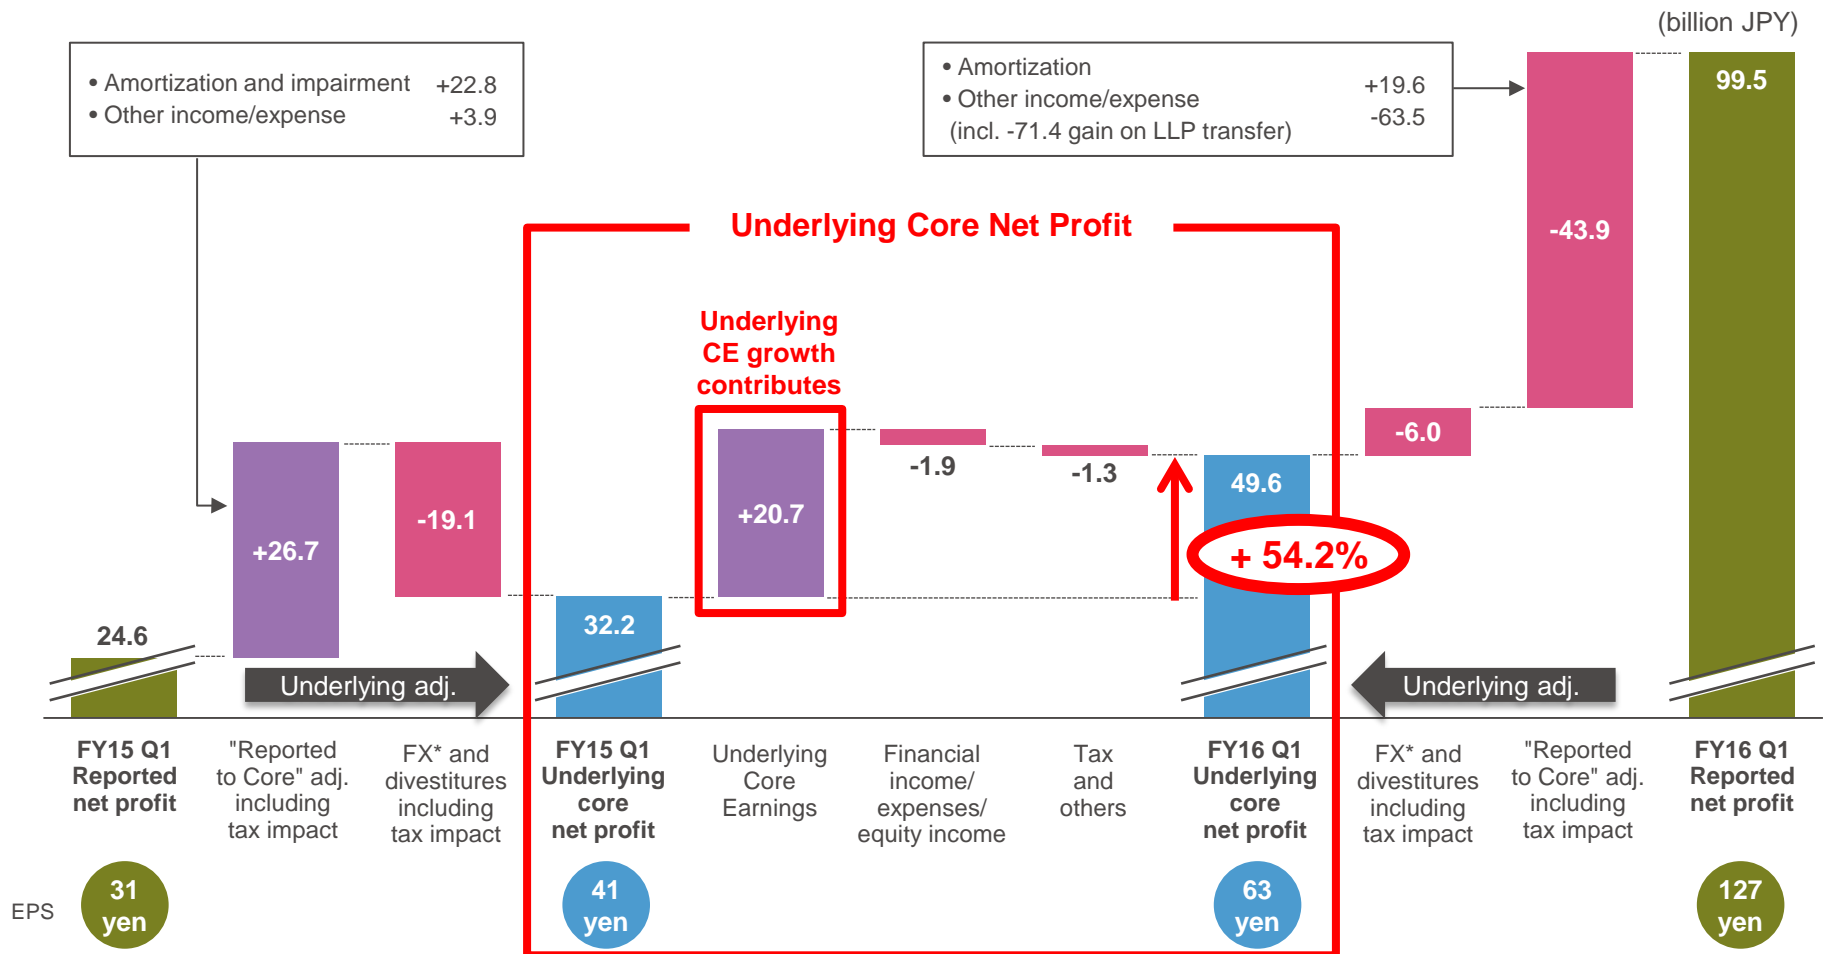 (billion JPY)
• Amortization and impairment +22.8
• Other income/expense +3.9
• Amortization +19.6
• Other income/expense -63.5
(incl. -71.4 gain on LLP transfer)
Underlying Core Net Profit
Underlying
CE growth
contributes
24.6
+26.7
-19.1
32.2
+20.7
-1.9
-1.3
49.6
+ 54.2%
-6.0
-43.9
99.5
Underlying adj.
Underlying adj.
FY15 Q1
Reported
net profit
"Reported
to Core" adj.
including
tax impact
FX* and
divestitures
including
tax impact
FY15 Q1
Underlying
core
net profit
Underlying
Core
Earnings
Financial
income/
expenses/
equity income
Tax
and
others
FY16 Q1
Underlying
core
net profit
FX* and
divestitures
including
tax impact
"Reported
to Core" adj.
including
tax impact
FY16 Q1
Reported
net profit
EPS
31
yen
41
yen
63
yen
127
yen